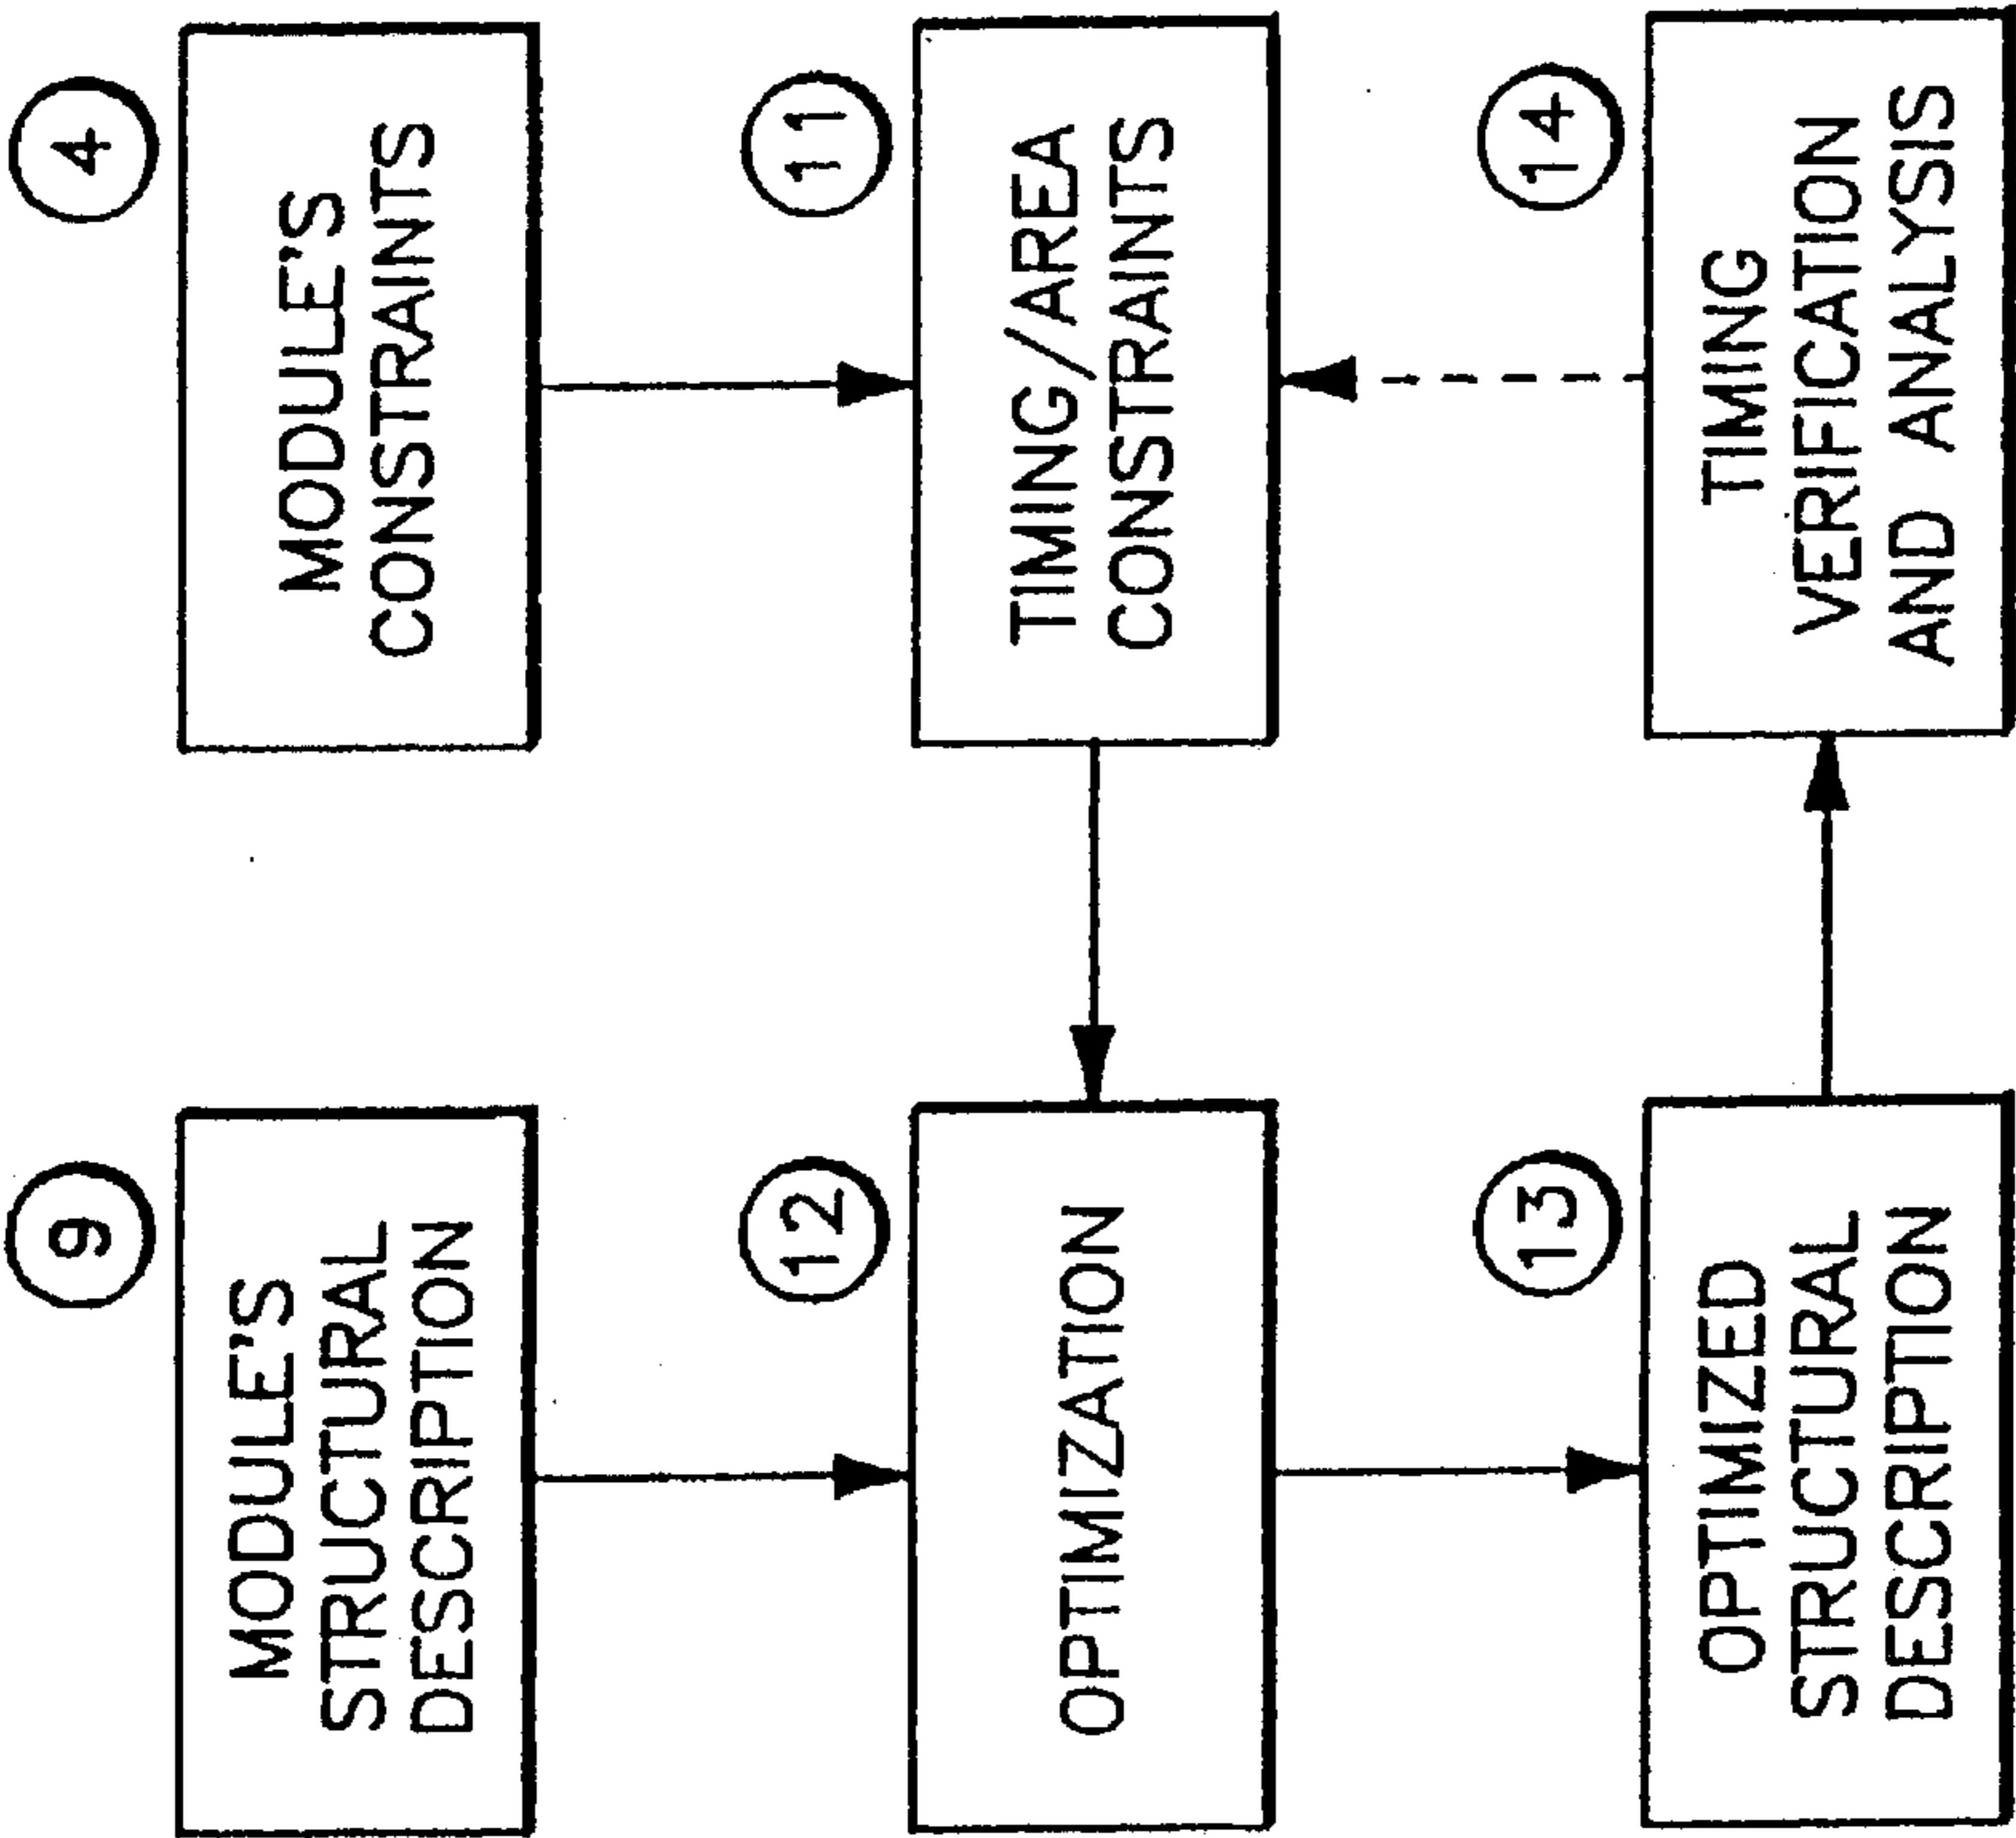 9
MODULE'S
STRUCTURAL
DESCRIPTION
4
MODULE'S
CONSTRAINTS
12
OPTIMIZATION
11
TIMING/AREA
CONSTRAINTS
13
OPTIMIZED
STRUCTURAL
DESCRIPTION
14
TIMING
VERIFICATION
AND ANALYSIS